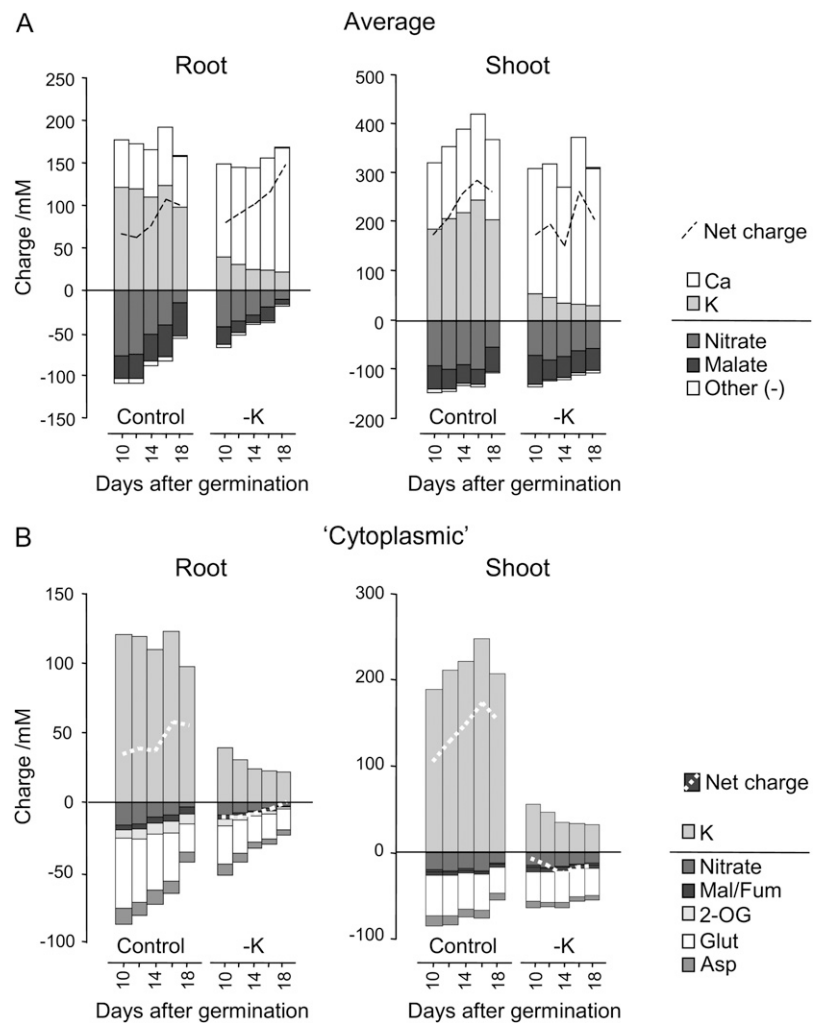 A
Average
Root
Shoot
Charge /mM
250
200
150
100
50
0
-50
-100
-150
500
400
300
200
100
0
-100
-200
Control
-K
Control
-K
10
14
18
10
14
18
10
14
18
10
14
18
Days after germination
Days after germination
Net charge
Ca
K
Nitrate
Malate
Other (-)
B
‘Cytoplasmic’
Root
Shoot
Charge /mM
150
100
50
0
-50
-100
300
200
100
0
-100
Control
-K
Control
-K
10
14
18
10
14
18
10
14
18
10
14
18
Days after germination
Days after germination
Net charge
K
Nitrate
Mal/Fum
2-OG
Glut
Asp